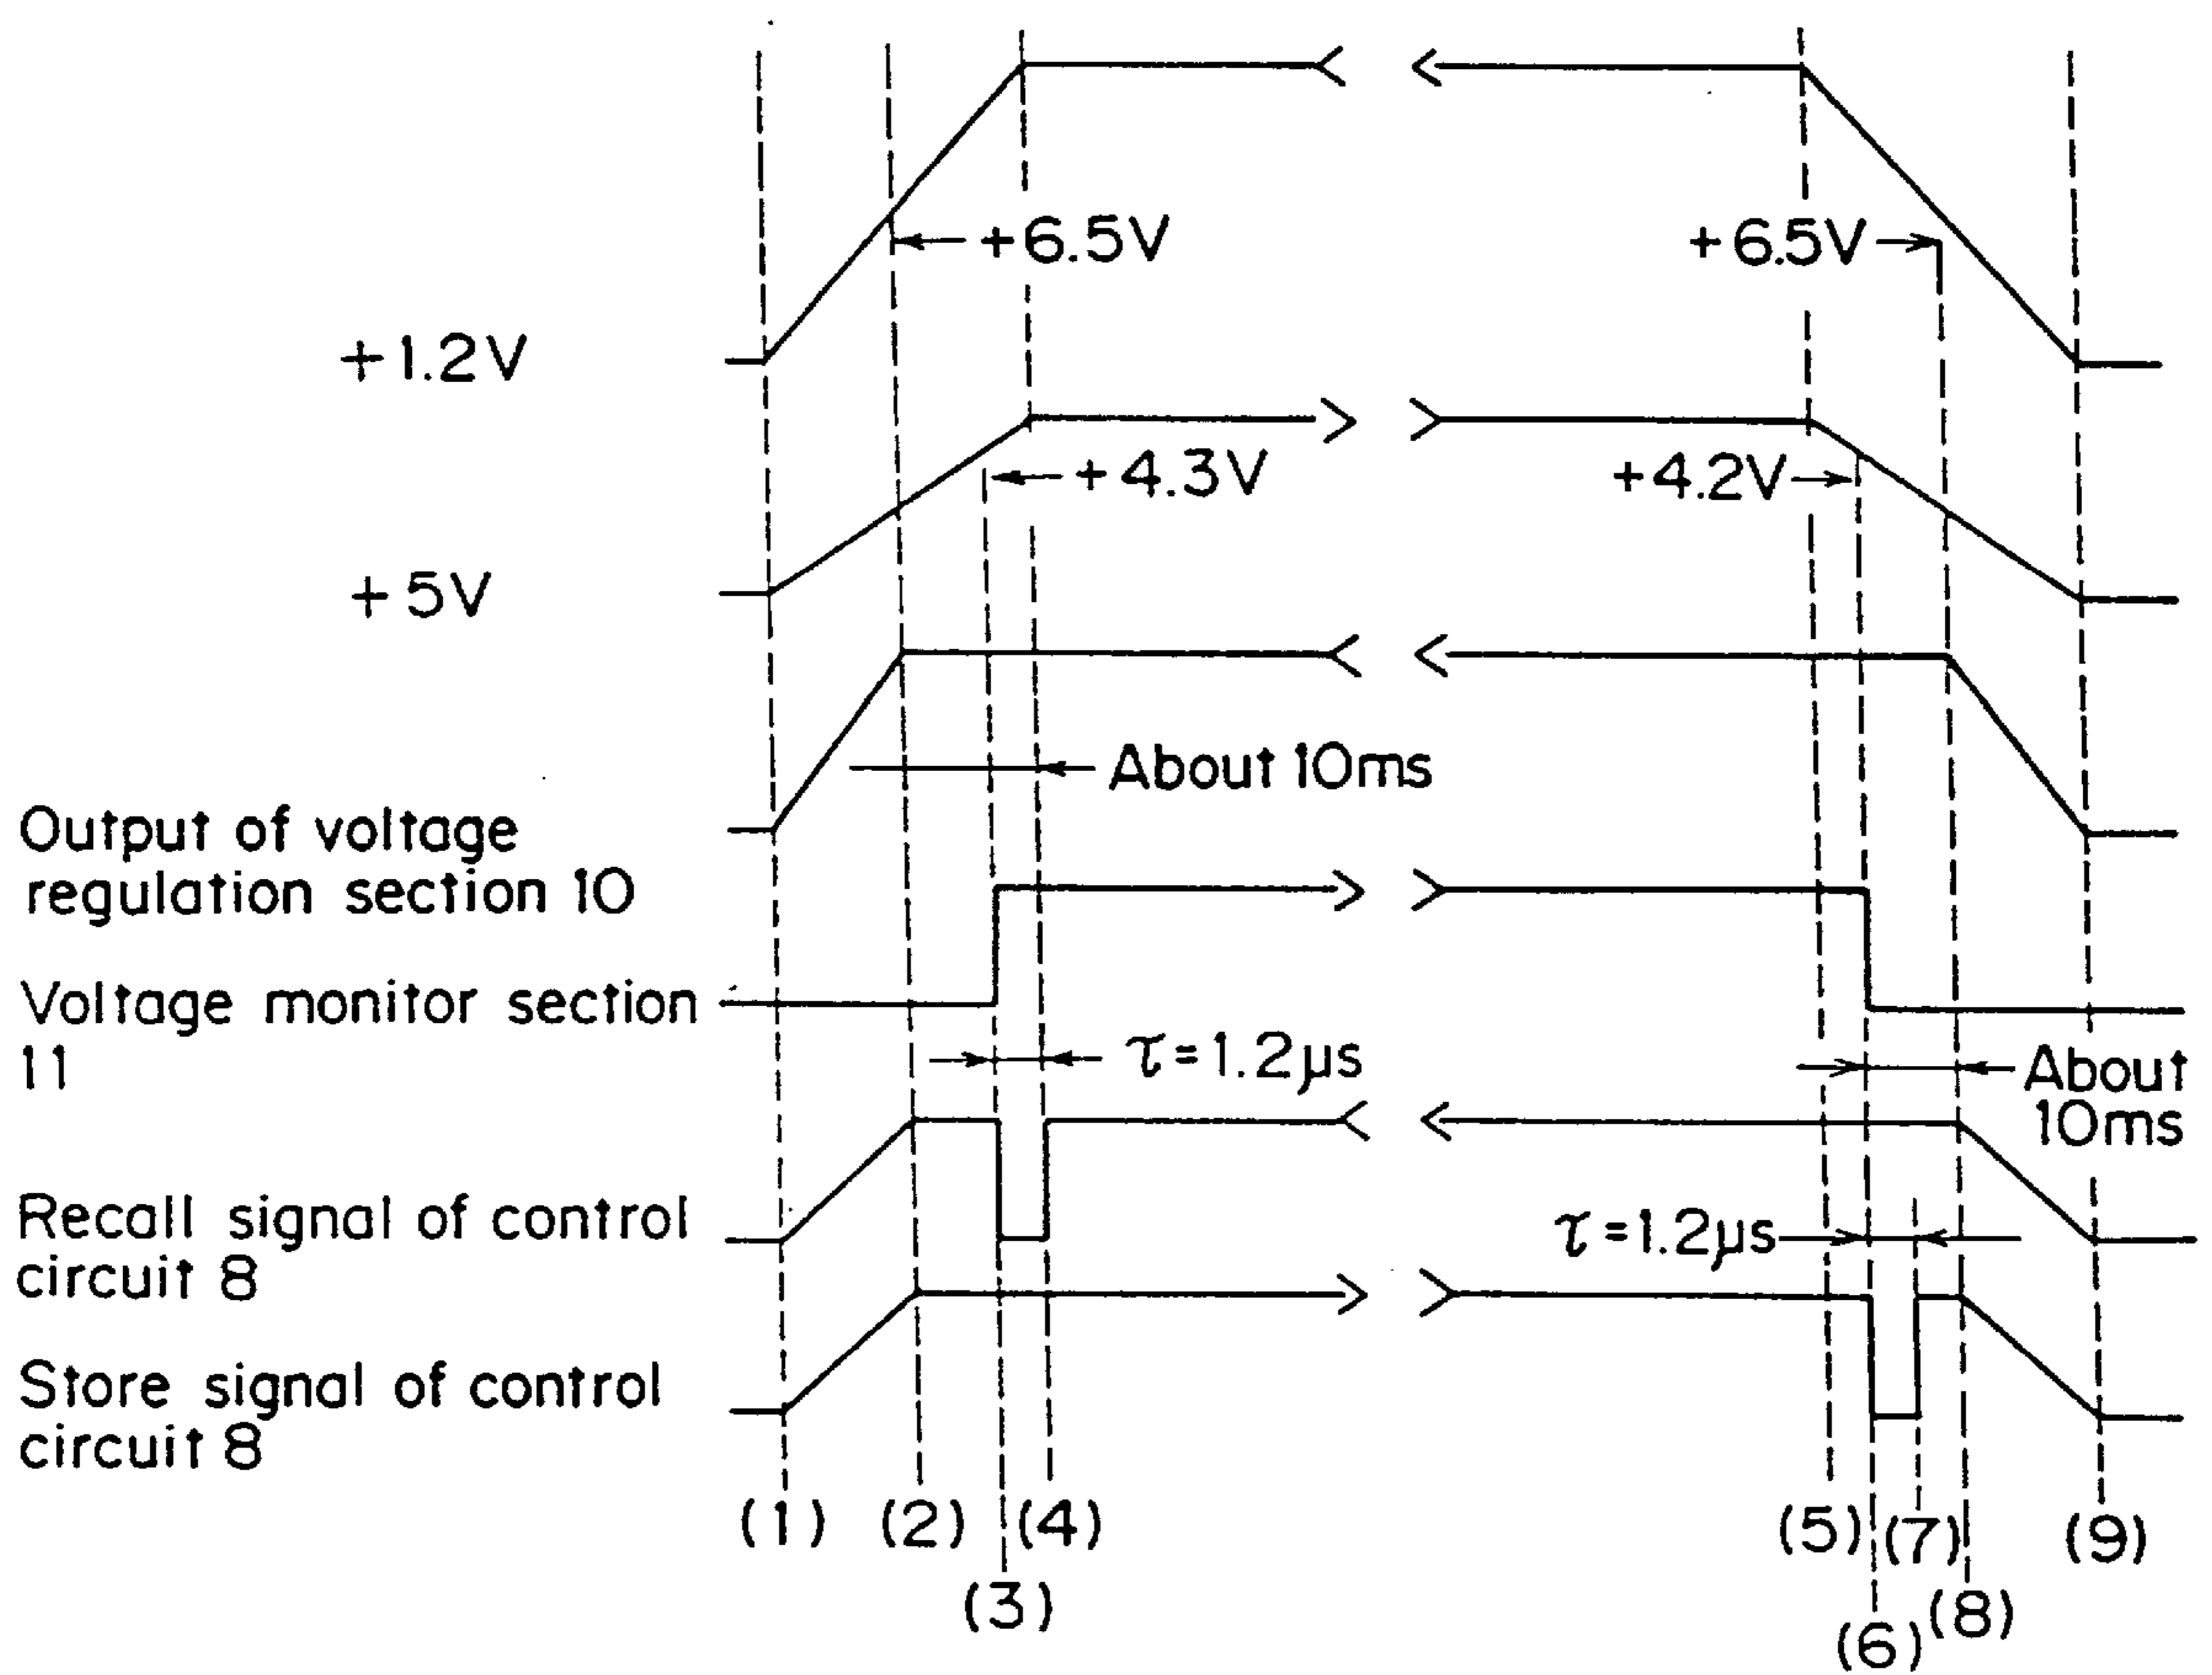 +6.5V
+6.5V
+1.2V
+4.3V
+4.2V
+5V
About 10ms
Output of voltage
regulation section 10
Voltage monitor section
11
τ=1.2μs
About
10ms
Recall signal of control
circuit 8
τ=1.2μs
Store signal of control
circuit 8
(1)
(2)
(4)
(5)
(7)
(9)
(3)
(8)
(6)